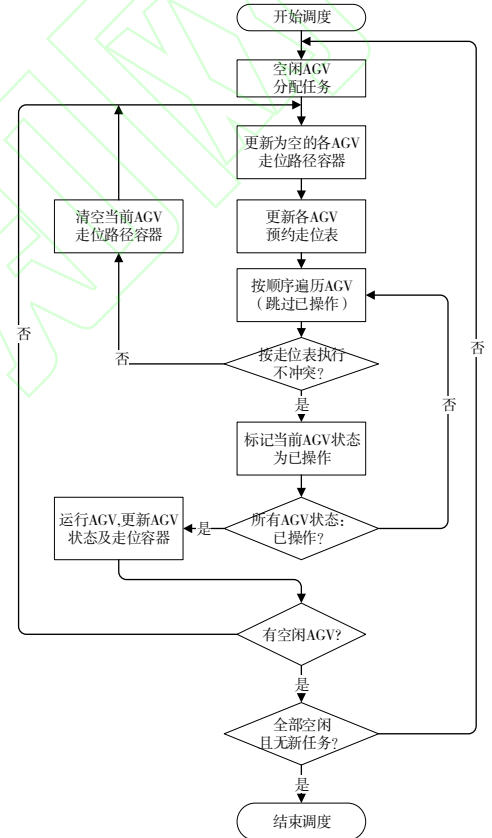 开始调度
空闲AGV
分配任务
更新为空的各AGV
走位路径容器
清空当前AGV
走位路径容器
更新各AGV
预约走位表
按顺序遍历AGV
（跳过已操作）
否
否
否
按走位表执行
不冲突?
否
是
标记当前AGV状态
为已操作
运行AGV,更新AGV
状态及走位容器
是
所有AGV状态:
已操作?
有空闲AGV?
是
全部空闲
且无新任务?
是
结束调度